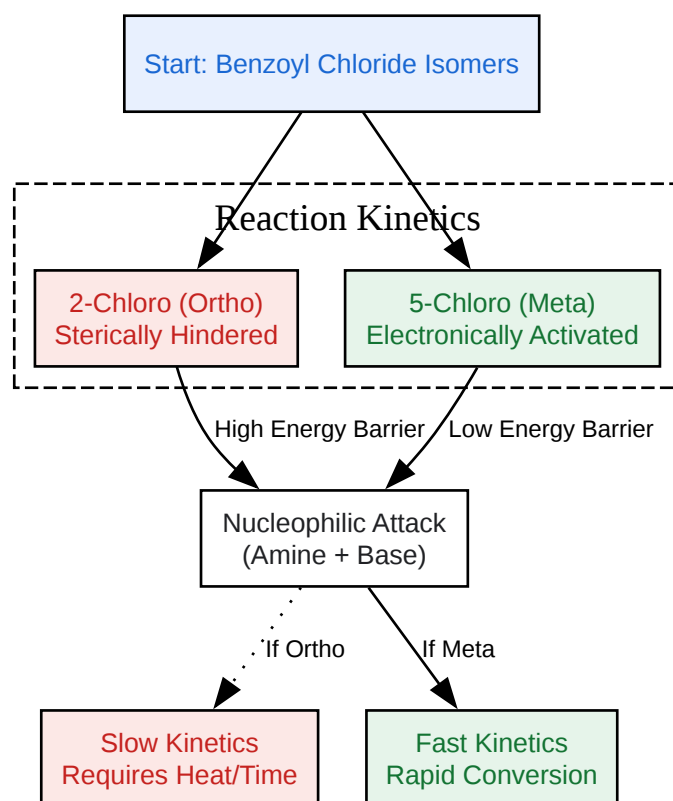 Start: Benzoyl Chloride Isomers
Reaction Kinetics
2-Chloro (Ortho)
Sterically Hindered
5-Chloro (Meta)
Electronically Activated
High Energy Barrier
Low Energy Barrier
Nucleophilic Attack
(Amine + Base)
If Ortho
If Meta
Slow Kinetics
Requires Heat/Time
Fast Kinetics
Rapid Conversion